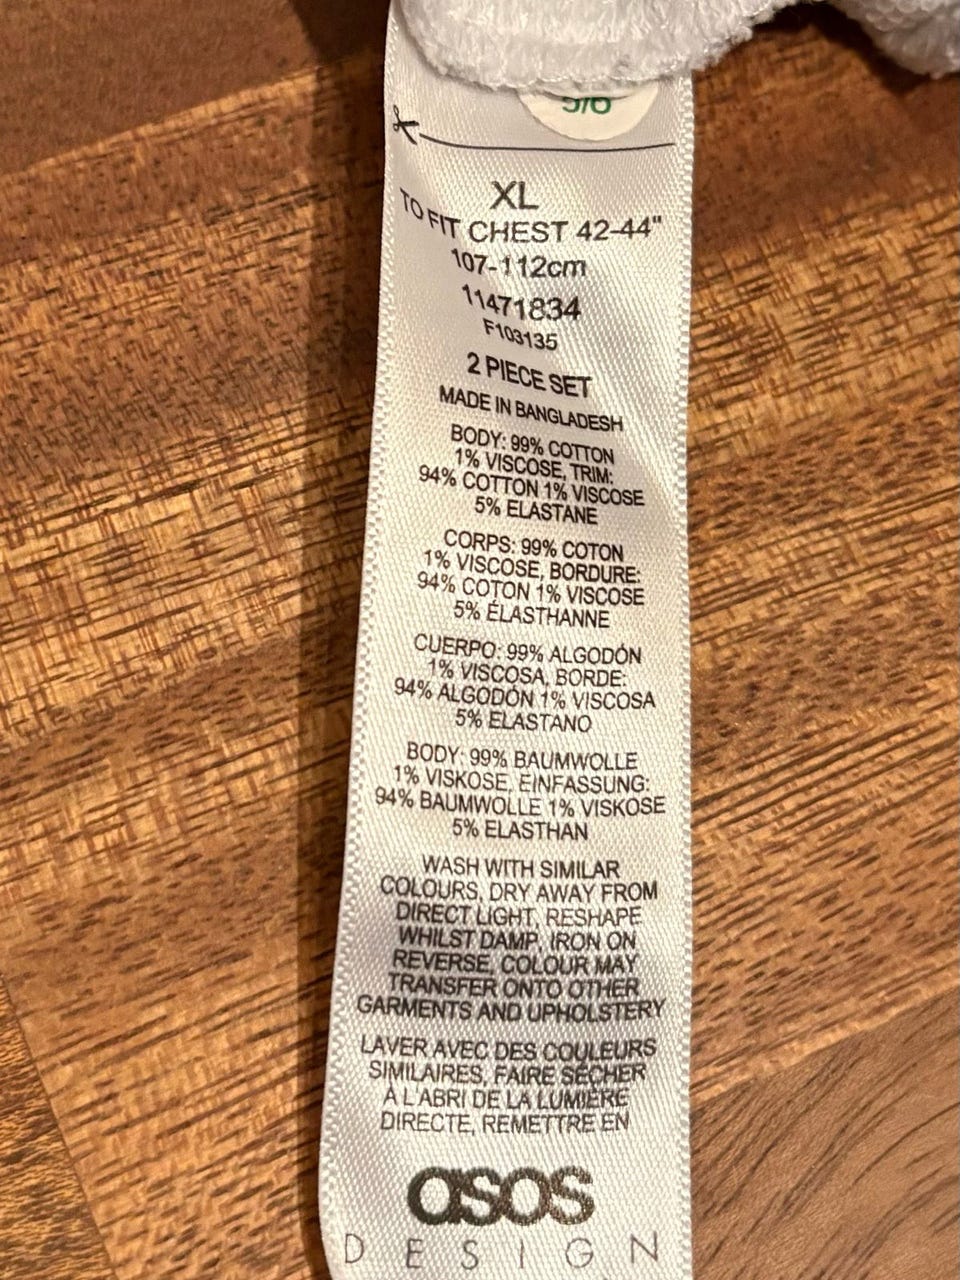 5/6
XL
TO FIT CHEST 42-44"
107-112cm
11471834
F103135
2 PIECE SET
MADE IN BANGLADESH
BODY: 99% COTTON
1% VISCOSE, TRIM:
94% COTTON 1% VISCOSE
5% ELASTANE
CORPS: 99% COTON
1% VISCOSE, BORDURE:
94% COTON 1% VISCOSE
5% ÉLASTHANNE
CUERPO: 99% ALGODÓN
1% VISCOSA, BORDE:
94% ALGODÓN 1% VISCOSA
5% ELASTANO
BODY: 99% BAUMWOLLE
1% VISKOSE, EINFASSUNG:
94% BAUMWOLLE 1% VISKOSE
5% ELASTHAN
WASH WITH SIMILAR
COLOURS, DRY AWAY FROM
DIRECT LIGHT, RESHAPE
WHILST DAMP, IRON ON
REVERSE, COLOUR MAY
TRANSFER ONTO OTHER
GARMENTS AND UPHOLSTERY
LAVER AVEC DES COULEURS
SIMILAIRES, FAIRE SÉCHER
À L'ABRI DE LA LUMIÈRE
DIRECTE, REMETTRE EN
asos
DESIGN